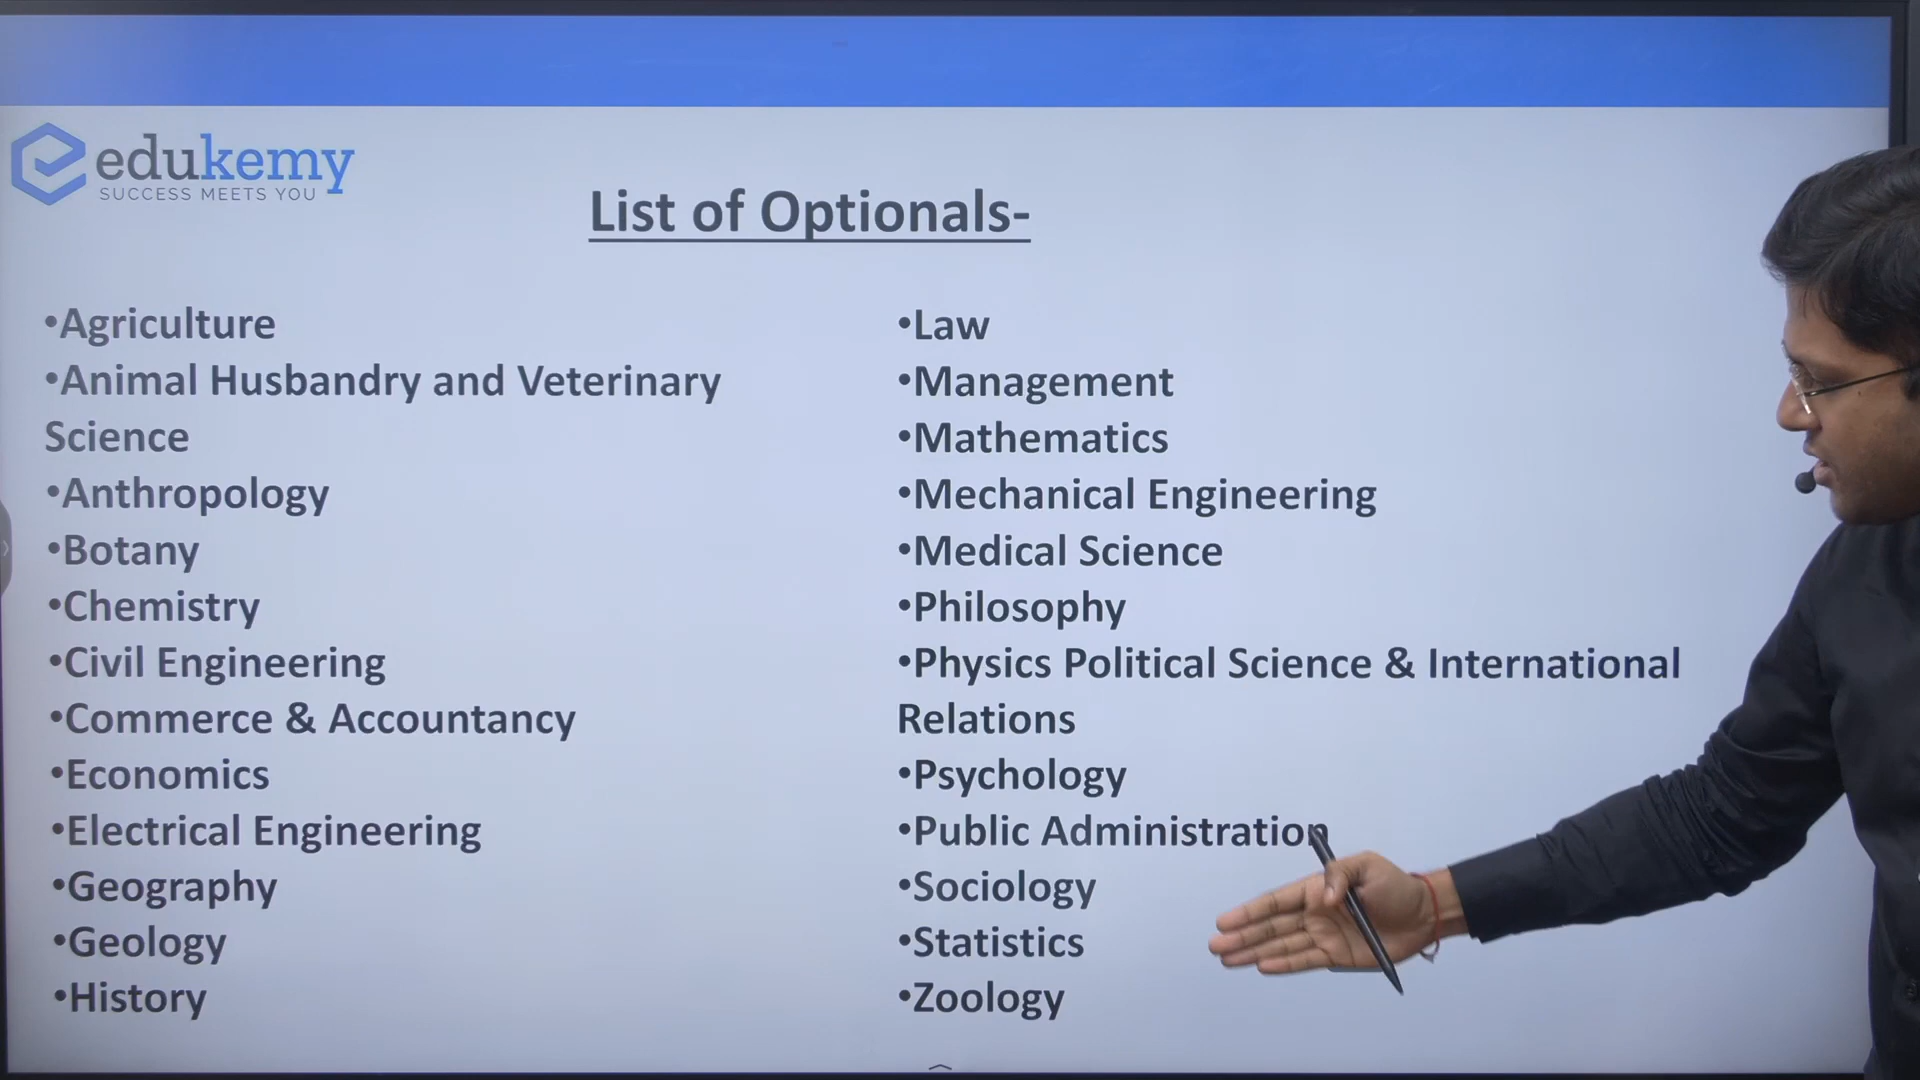 edukemy
SUCCESS MEETS YOU
List of Optionals-
•Agriculture
•Animal Husbandry and Veterinary
Science
•Anthropology
•Botany
•Chemistry
•Civil Engineering
•Commerce & Accountancy
•Economics
•Electrical Engineering
•Geography
•Geology
•History
•Law
•Management
•Mathematics
•Mechanical Engineering
•Medical Science
•Philosophy
•Physics Political Science & International
Relations
•Psychology
•Public Administration
•Sociology
•Statistics
•Zoology